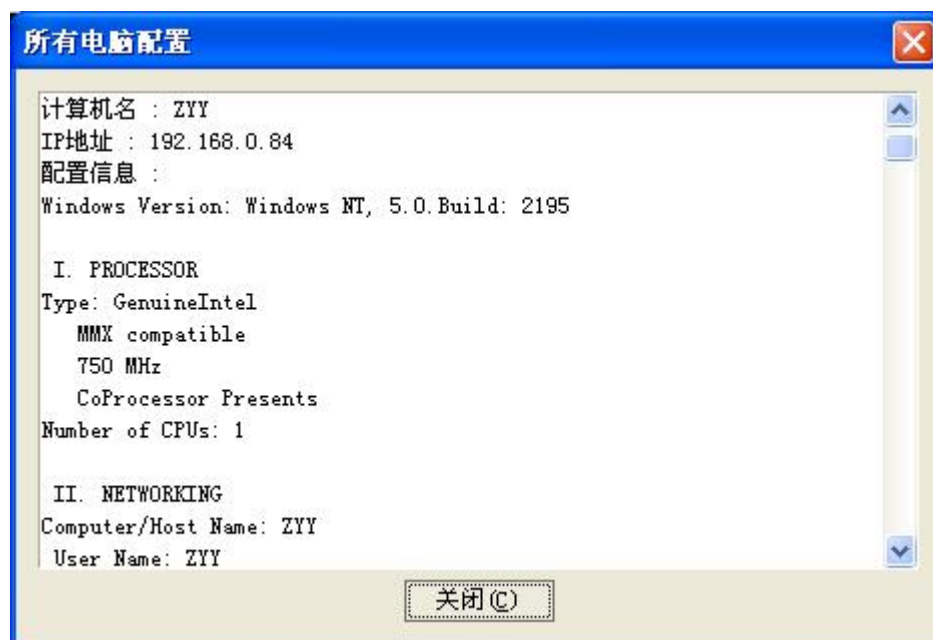 所有电脑配置
计算机名 : ZYY
IP地址 : 192.168.0.84
配置信息 :
Windows Version: Windows NT, 5.0.Build: 2195
I. PROCESSOR
Type: GenuineIntel
MMX compatible
750 MHz
CoProcessor Presents
Number of CPUs: 1
II. NETWORKING
Computer/Host Name: ZYY
User Name: ZYY
关闭(C)